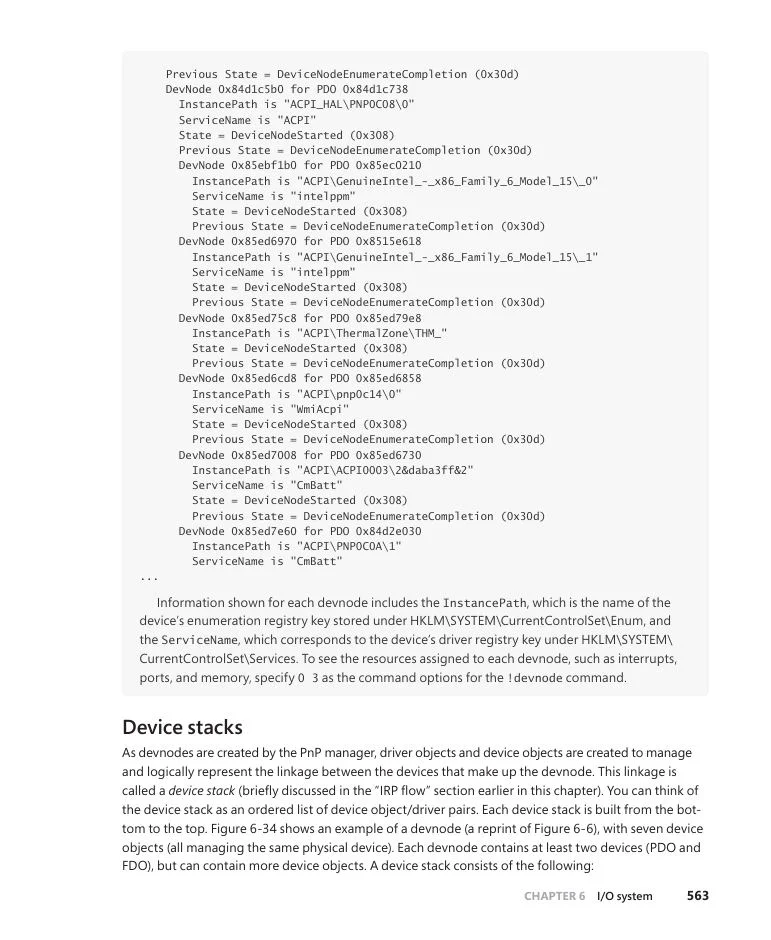 Previous State = DeviceNodeEnumerateCompletion (0x30d)
DevNode 0x84d1c5b0 for PDO 0x84d1c738
InstancePath is "ACPI_HAL\PNP0C08\0"
ServiceName is "ACPI"
State = DeviceNodeStarted (0x308)
Previous State = DeviceNodeEnumerateCompletion (0x30d)
DevNode 0x85ebf1b0 for PDO 0x85ec0210
InstancePath is "ACPI\GenuineIntel_-_x86_Family_6_Model_15\_0"
ServiceName is "intelppm"
State = DeviceNodeStarted (0x308)
Previous State = DeviceNodeEnumerateCompletion (0x30d)
DevNode 0x85ed6970 for PDO 0x8515e618
InstancePath is "ACPI\GenuineIntel_-_x86_Family_6_Model_15\_1"
ServiceName is "intelppm"
State = DeviceNodeStarted (0x308)
Previous State = DeviceNodeEnumerateCompletion (0x30d)
DevNode 0x85ed75c8 for PDO 0x85ed79e8
InstancePath is "ACPI\ThermalZone\THM_"
State = DeviceNodeStarted (0x308)
Previous State = DeviceNodeEnumerateCompletion (0x30d)
DevNode 0x85ed6cd8 for PDO 0x85ed6858
InstancePath is "ACPI\pnp0c14\0"
ServiceName is "WmiAcpi"
State = DeviceNodeStarted (0x308)
Previous State = DeviceNodeEnumerateCompletion (0x30d)
DevNode 0x85ed7008 for PDO 0x85ed6730
InstancePath is "ACPI\ACPI0003\2&daba3ff&2"
ServiceName is "CmBatt"
State = DeviceNodeStarted (0x308)
Previous State = DeviceNodeEnumerateCompletion (0x30d)
DevNode 0x85ed7e60 for PDO 0x84d2e030
InstancePath is "ACPI\PNP0C0A\1"
ServiceName is "CmBatt"
...
Information shown for each devnode includes the InstancePath, which is the name of the
device’s enumeration registry key stored under HKLM\SYSTEM\CurrentControlSet\Enum, and
the ServiceName, which corresponds to the device’s driver registry key under HKLM\SYSTEM\
CurrentControlSet\Services. To see the resources assigned to each devnode, such as interrupts,
ports, and memory, specify 0 3 as the command options for the !devnode command.
Device stacks
As devnodes are created by the PnP manager, driver objects and device objects are created to manage
and logically represent the linkage between the devices that make up the devnode. This linkage is
called a device stack (briefly discussed in the “IRP flow” section earlier in this chapter). You can think of
the device stack as an ordered list of device object/driver pairs. Each device stack is built from the bot-
tom to the top. Figure 6-34 shows an example of a devnode (a reprint of Figure 6-6), with seven device
objects (all managing the same physical device). Each devnode contains at least two devices (PDO and
FDO), but can contain more device objects. A device stack consists of the following:
CHAPTER 6 I/O system 563